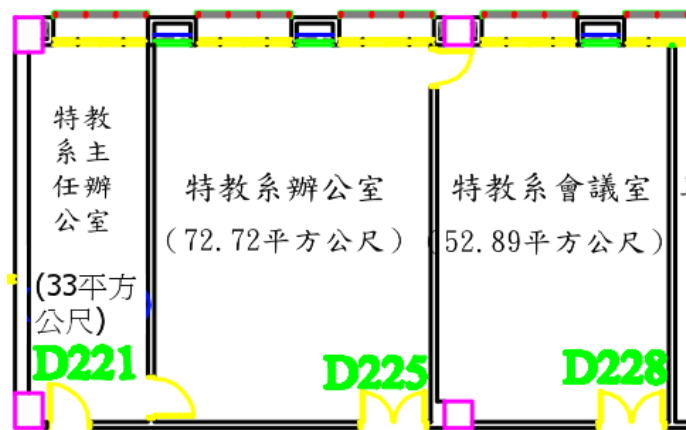 特教
系主
任辦
公室
(33平方
公尺)
D221
特教系辦公室
（72.72平方公尺）
D225
特教系會議室
(52.89平方公尺）
D228